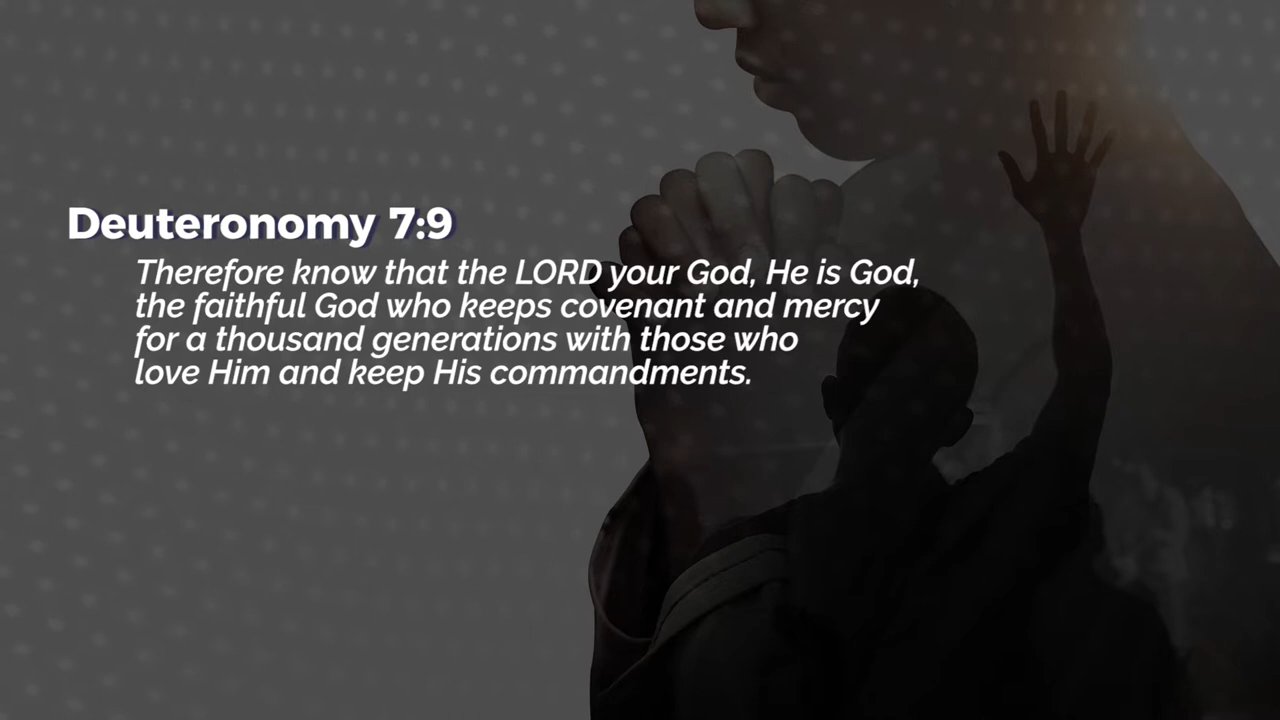 Deuteronomy 7:9
Therefore know that the LORD your God, He is God,
the faithful God who keeps covenant and mercy
for a thousand generations with those who
love Him and keep His commandments.